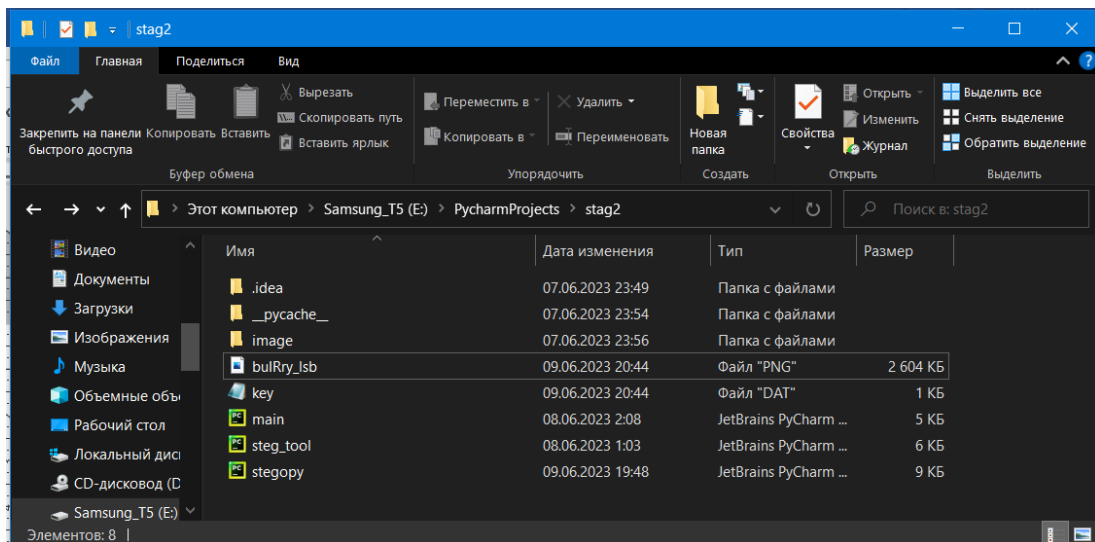 stag2
Файл Главная Поделиться Вид
Закрепить на панели быстрого доступа
Копировать
Вставить
Вырезать
Скопировать путь
Вставить ярлык
Буфер обмена
Переместить в
Копировать в
Удалить
Переименовать
Упорядочить
Новая папка
Создать
Свойства
Открыть
Изменить
Журнал
Открыть
Выделить все
Снять выделение
Обратить выделение
Выделить
Этот компьютер > Samsung_T5 (E:) > PycharmProjects > stag2
Поиск в: stag2
Видео
Документы
Загрузки
Изображения
Музыка
Объемные объ
Рабочий стол
Локальный дис
CD-дисковод (D
Samsung_T5 (E:)
Имя Дата изменения Тип Размер
.idea 07.06.2023 23:49 Папка с файлами
__pycache__ 07.06.2023 23:54 Папка с файлами
image 07.06.2023 23:56 Папка с файлами
bulRry_lsb 09.06.2023 20:44 Файл "PNG" 2 604 КБ
key 09.06.2023 20:44 Файл "DAT" 1 КБ
main 08.06.2023 2:08 JetBrains PyCharm ... 5 КБ
steg_tool 08.06.2023 1:03 JetBrains PyCharm ... 6 КБ
stegopy 09.06.2023 19:48 JetBrains PyCharm ... 9 КБ
Элементов: 8